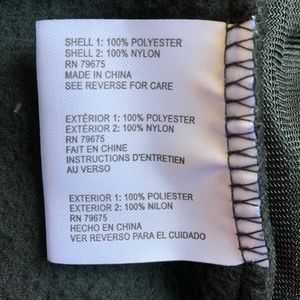 SHELL 1: 100% POLYESTER
SHELL 2: 100% NYLON
RN 79675
MADE IN CHINA
SEE REVERSE FOR CARE
EXTÉRIOR 1: 100% POLYESTER
EXTÉRIOR 2: 100% NYLON
RN 79675
FAIT EN CHINE
INSTRUCTIONS D'ENTRETIEN
AU VERSO
EXTERIOR 1: 100% POLIESTER
EXTERIOR 2: 100% NILON
RN 79675
HECHO EN CHINA
VER REVERSO PARA EL CUIDADO